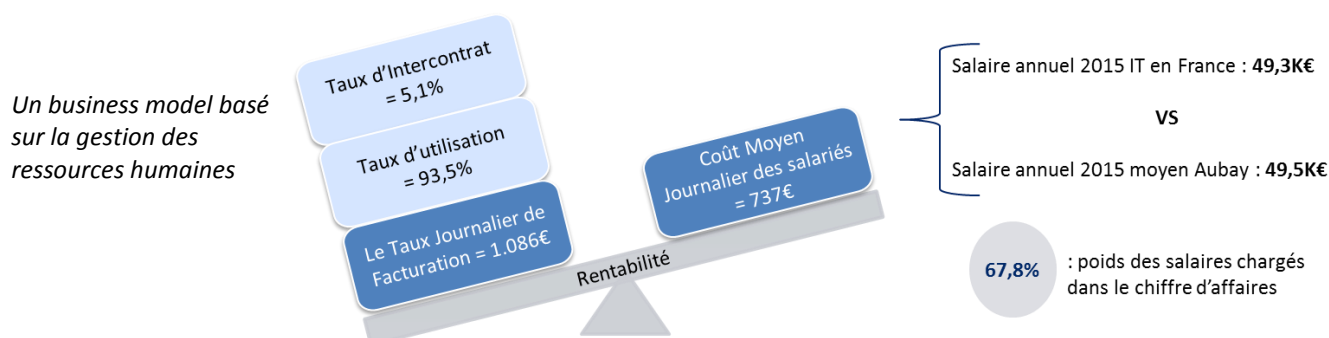 Un business model basé
sur la gestion des
ressources humaines
Taux d’Intercontrat
= 5,1%
Taux d’utilisation
= 93,5%
Le Taux Journalier de
Facturation = 1.086€
Coût Moyen
Journalier des salariés
= 737€
Rentabilité
Salaire annuel 2015 IT en France : 49,3K€
VS
Salaire annuel 2015 moyen Aubay : 49,5K€
67,8%
: poids des salaires chargés
dans le chiffre d’affaires